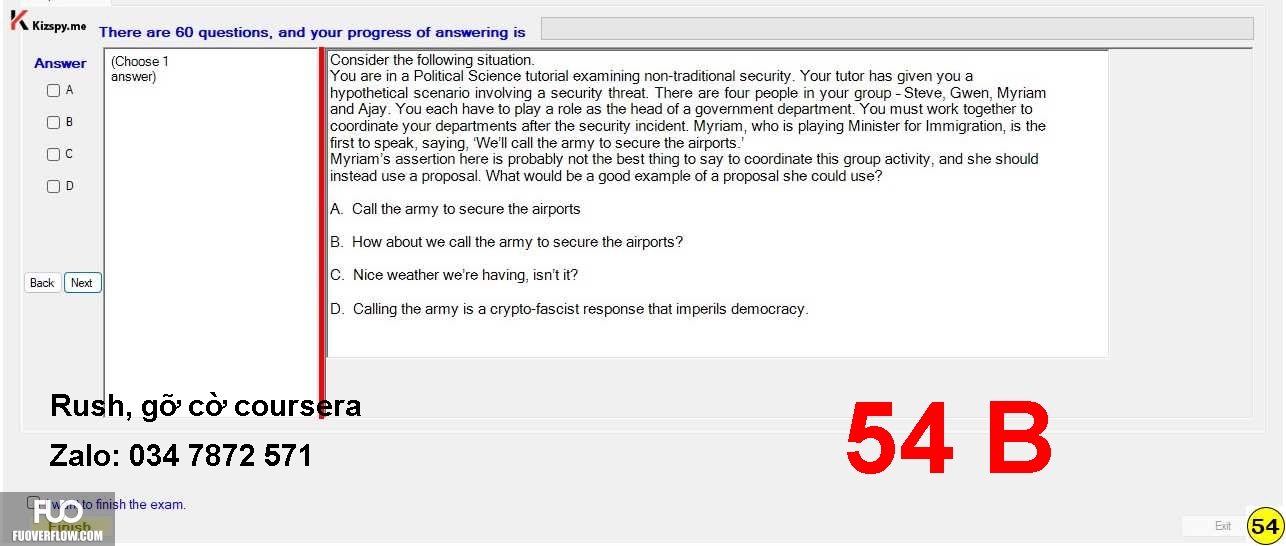 Kizspy.me
There are 60 questions, and your progress of answering is
Answer
A
B
C
D
Back Next
(Choose 1
answer)
Consider the following situation.
You are in a Political Science tutorial examining non-traditional security. Your tutor has given you a
hypothetical scenario involving a security threat. There are four people in your group - Steve, Gwen, Myriam
and Ajay. You each have to play a role as the head of a government department. You must work together to
coordinate your departments after the security incident. Myriam, who is playing Minister for Immigration, is the
first to speak, saying, ‘We’ll call the army to secure the airports.’
Myriam’s assertion here is probably not the best thing to say to coordinate this group activity, and she should
instead use a proposal. What would be a good example of a proposal she could use?
A. Call the army to secure the airports
B. How about we call the army to secure the airports?
C. Nice weather we’re having, isn’t it?
D. Calling the army is a crypto-fascist response that imperils democracy.
Rush, gỡ cờ coursera
Zalo: 034 7872 571
54 B
I want to finish the exam.
Finish
FUO
FUOVERFLOW.COM
Exit
54